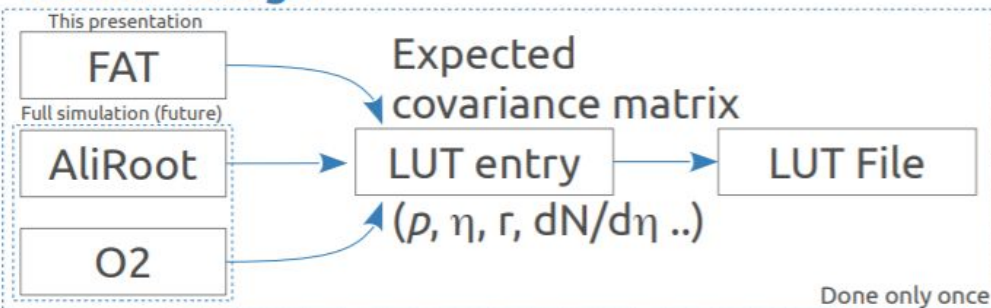 This presentation
FAT
Full simulation (future)
AliRoot
O2
Expected
covariance matrix
LUT entry
(p, η, r, dN/dη ..)
LUT File
Done only once